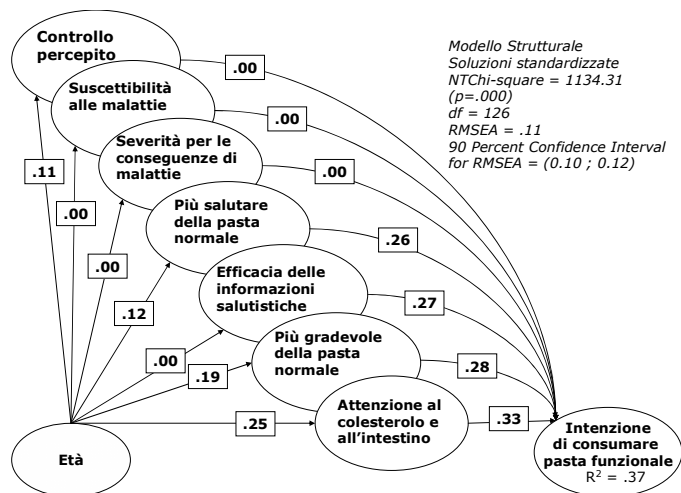 Controllo
percepito
Suscettibilità
alle malattie
Severità per le
conseguenze di
malattie
Più salutare
della pasta
normale
Efficacia delle
informazioni
salutistiche
Più gradevole
della pasta
normale
Attenzione al
colesterolo e
all'intestino
Età
Intenzione
di consumare
pasta funzionale
R² = .37
.00
.00
.00
.26
.27
.28
.33
.11
.00
.00
.12
.00
.19
.25
Modello Strutturale
Soluzioni standardizzate
NTChi-square = 1134.31
(p=.000)
df = 126
RMSEA = .11
90 Percent Confidence Interval
for RMSEA = (0.10 ; 0.12)